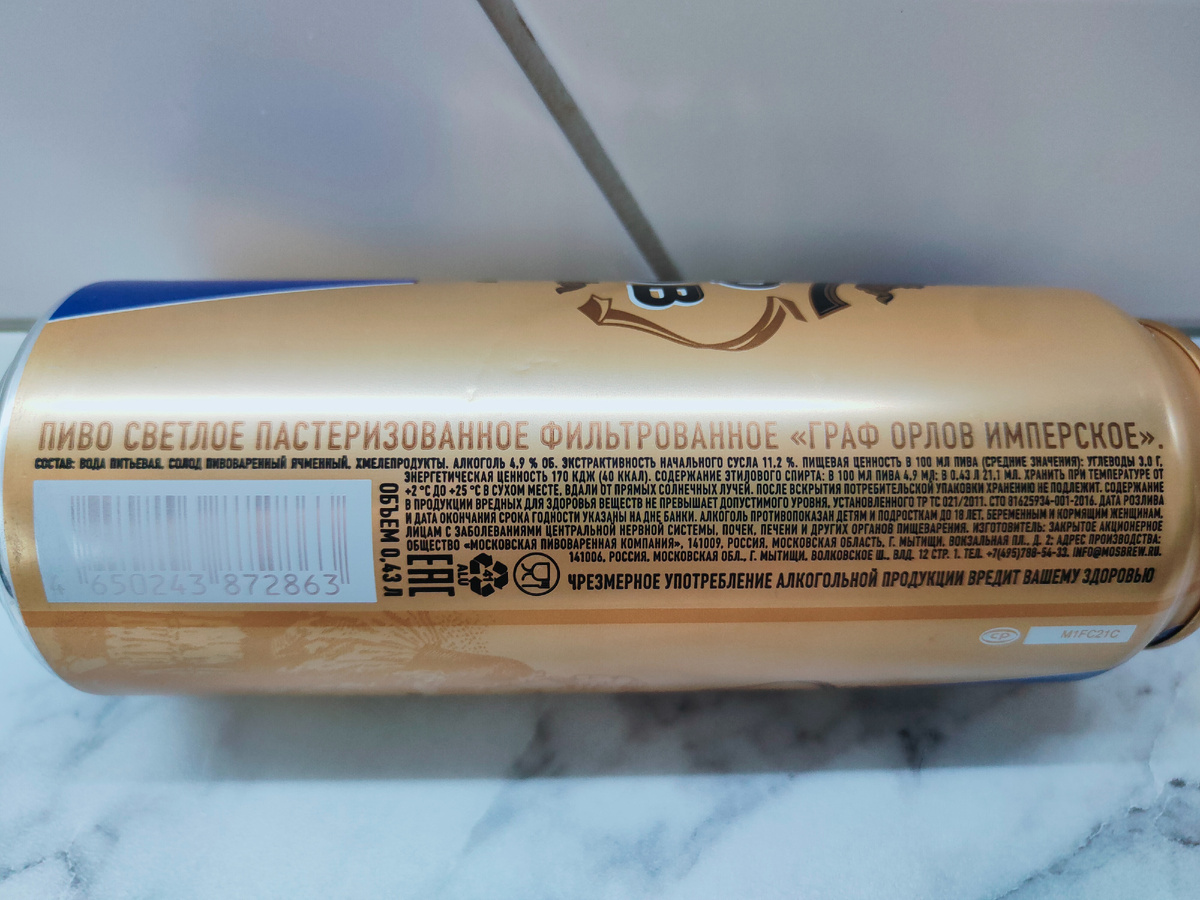 ОВ
ПИВО СВЕТЛОЕ ПАСТЕРИЗОВАННОЕ ФИЛЬТРОВАННОЕ «ГРАФ ОРЛОВ ИМПЕРСКОЕ».
СОСТАВ: ВОДА ПИТЬЕВАЯ, СОЛОД ПИВОВАРЕННЫЙ ЯЧМЕННЫЙ, ХМЕЛЕПРОДУКТЫ. АЛКОГОЛЬ 4,9 % ОБ. ЭКСТРАКТИВНОСТЬ НАЧАЛЬНОГО СУСЛА 11,2 %. ПИЩЕВАЯ ЦЕННОСТЬ В 100 МЛ ПИВА (СРЕДНИЕ ЗНАЧЕНИЯ): УГЛЕВОДЫ 3,0 Г,
ЭНЕРГЕТИЧЕСКАЯ ЦЕННОСТЬ 170 КДЖ (40 ККАЛ). СОДЕРЖАНИЕ ЭТИЛОВОГО СПИРТА: В 100 МЛ ПИВА 4,9 МЛ; В 0,43 Л 21,1 МЛ. ХРАНИТЬ ПРИ ТЕМПЕРАТУРЕ ОТ
+2 °С ДО +25 °С В СУХОМ МЕСТЕ, ВДАЛИ ОТ ПРЯМЫХ СОЛНЕЧНЫХ ЛУЧЕЙ. ПОСЛЕ ВСКРЫТИЯ ПОТРЕБИТЕЛЬСКОЙ УПАКОВКИ ХРАНЕНИЮ НЕ ПОДЛЕЖИТ. СОДЕРЖАНИЕ
В ПРОДУКЦИИ ВРЕДНЫХ ДЛЯ ЗДОРОВЬЯ ВЕЩЕСТВ НЕ ПРЕВЫШАЕТ ДОПУСТИМОГО УРОВНЯ, УСТАНОВЛЕННОГО ТР ТС 021/2011. СТО 81425934-001-2016. ДАТА РОЗЛИВА
И ДАТА ОКОНЧАНИЯ СРОКА ГОДНОСТИ УКАЗАНЫ НА ДНЕ БАНКИ. АЛКОГОЛЬ ПРОТИВОПОКАЗАН ДЕТЯМ И ПОДРОСТКАМ ДО 18 ЛЕТ, БЕРЕМЕННЫМ И КОРМЯЩИМ ЖЕНЩИНАМ,
ЛИЦАМ С ЗАБОЛЕВАНИЯМИ ЦЕНТРАЛЬНОЙ НЕРВНОЙ СИСТЕМЫ, ПОЧЕК, ПЕЧЕНИ И ДРУГИХ ОРГАНОВ ПИЩЕВАРЕНИЯ. ИЗГОТОВИТЕЛЬ: ЗАКРЫТОЕ АКЦИОНЕРНОЕ
ОБЩЕСТВО «МОСКОВСКАЯ ПИВОВАРЕННАЯ КОМПАНИЯ», 141009, РОССИЯ, МОСКОВСКАЯ ОБЛАСТЬ, Г. МЫТИЩИ, ВОКЗАЛЬНАЯ ПЛ., Д. 2; АДРЕС ПРОИЗВОДСТВА:
141006, РОССИЯ, МОСКОВСКАЯ ОБЛ., Г. МЫТИЩИ, ВОЛКОВСКОЕ Ш., ВЛД. 12 СТР. 1. ТЕЛ. +7(495)788-54-33. INFO@MOSBREW.RU.
ЧРЕЗМЕРНОЕ УПОТРЕБЛЕНИЕ АЛКОГОЛЬНОЙ ПРОДУКЦИИ ВРЕДИТ ВАШЕМУ ЗДОРОВЬЮ
ОБЪЕМ 0,43 Л
EAC
41
ALU
4 650243 872863
CP
M1FC21C